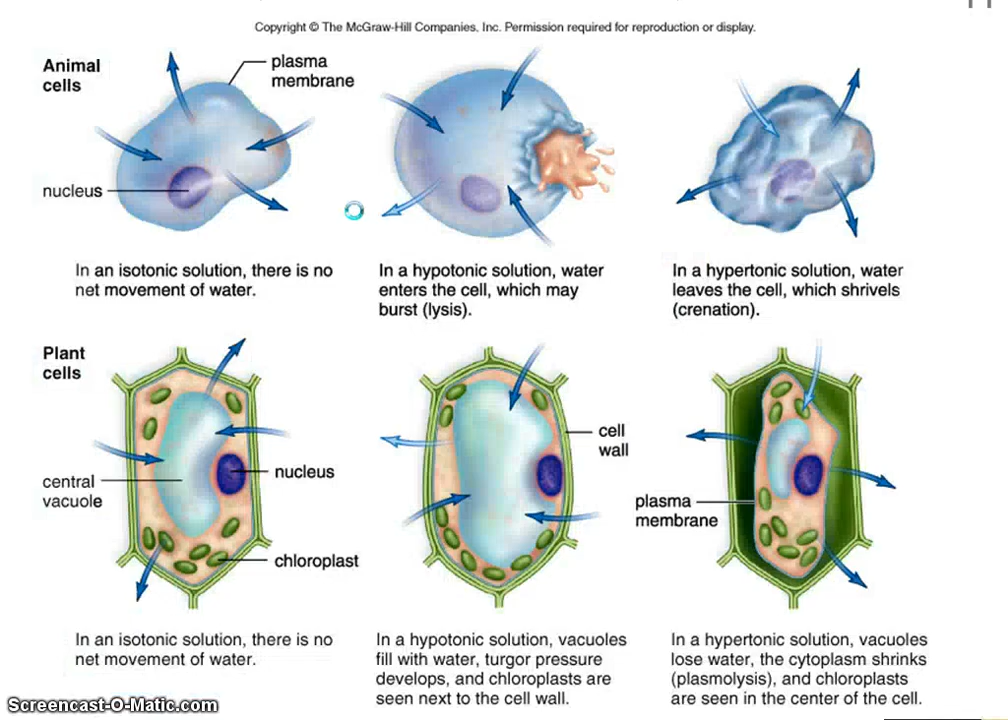 Copyright © The McGraw-Hill Companies, Inc. Permission required for reproduction or display.
Animal
cells
plasma
membrane
nucleus
In an isotonic solution, there is no
net movement of water.
In a hypotonic solution, water
enters the cell, which may
burst (lysis).
In a hypertonic solution, water
leaves the cell, which shrivels
(crenation).
Plant
cells
central
vacuole
nucleus
chloroplast
cell
wall
plasma
membrane
In an isotonic solution, there is no
net movement of water.
In a hypotonic solution, vacuoles
fill with water, turgor pressure
develops, and chloroplasts are
seen next to the cell wall.
In a hypertonic solution, vacuoles
lose water, the cytoplasm shrinks
(plasmolysis), and chloroplasts
are seen in the center of the cell.
Screencast-O-Matic.com